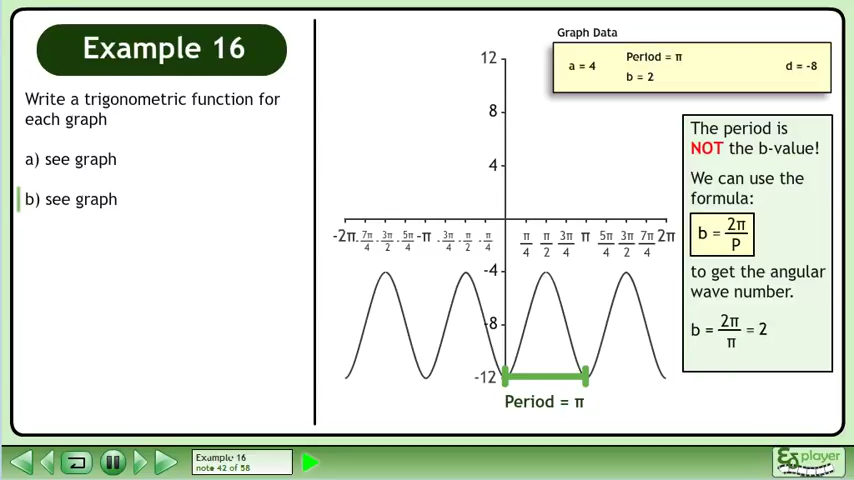 Example 16
Write a trigonometric function for
each graph
a) see graph
b) see graph
Graph Data
a = 4
Period = π
b = 2
d = -8
The period is
NOT the b-value!
We can use the
formula:
b = 2π/P
to get the angular
wave number.
b = 2π/π = 2
12
8
4
-2π -7π/4 -3π/2 -5π/4 -π -3π/4 -π/2 -π/4 π/4 π/2 3π/4 π 5π/4 3π/2 7π/4 2π
-4
-8
-12
Period = π
Example 16
note 42 of 58
player